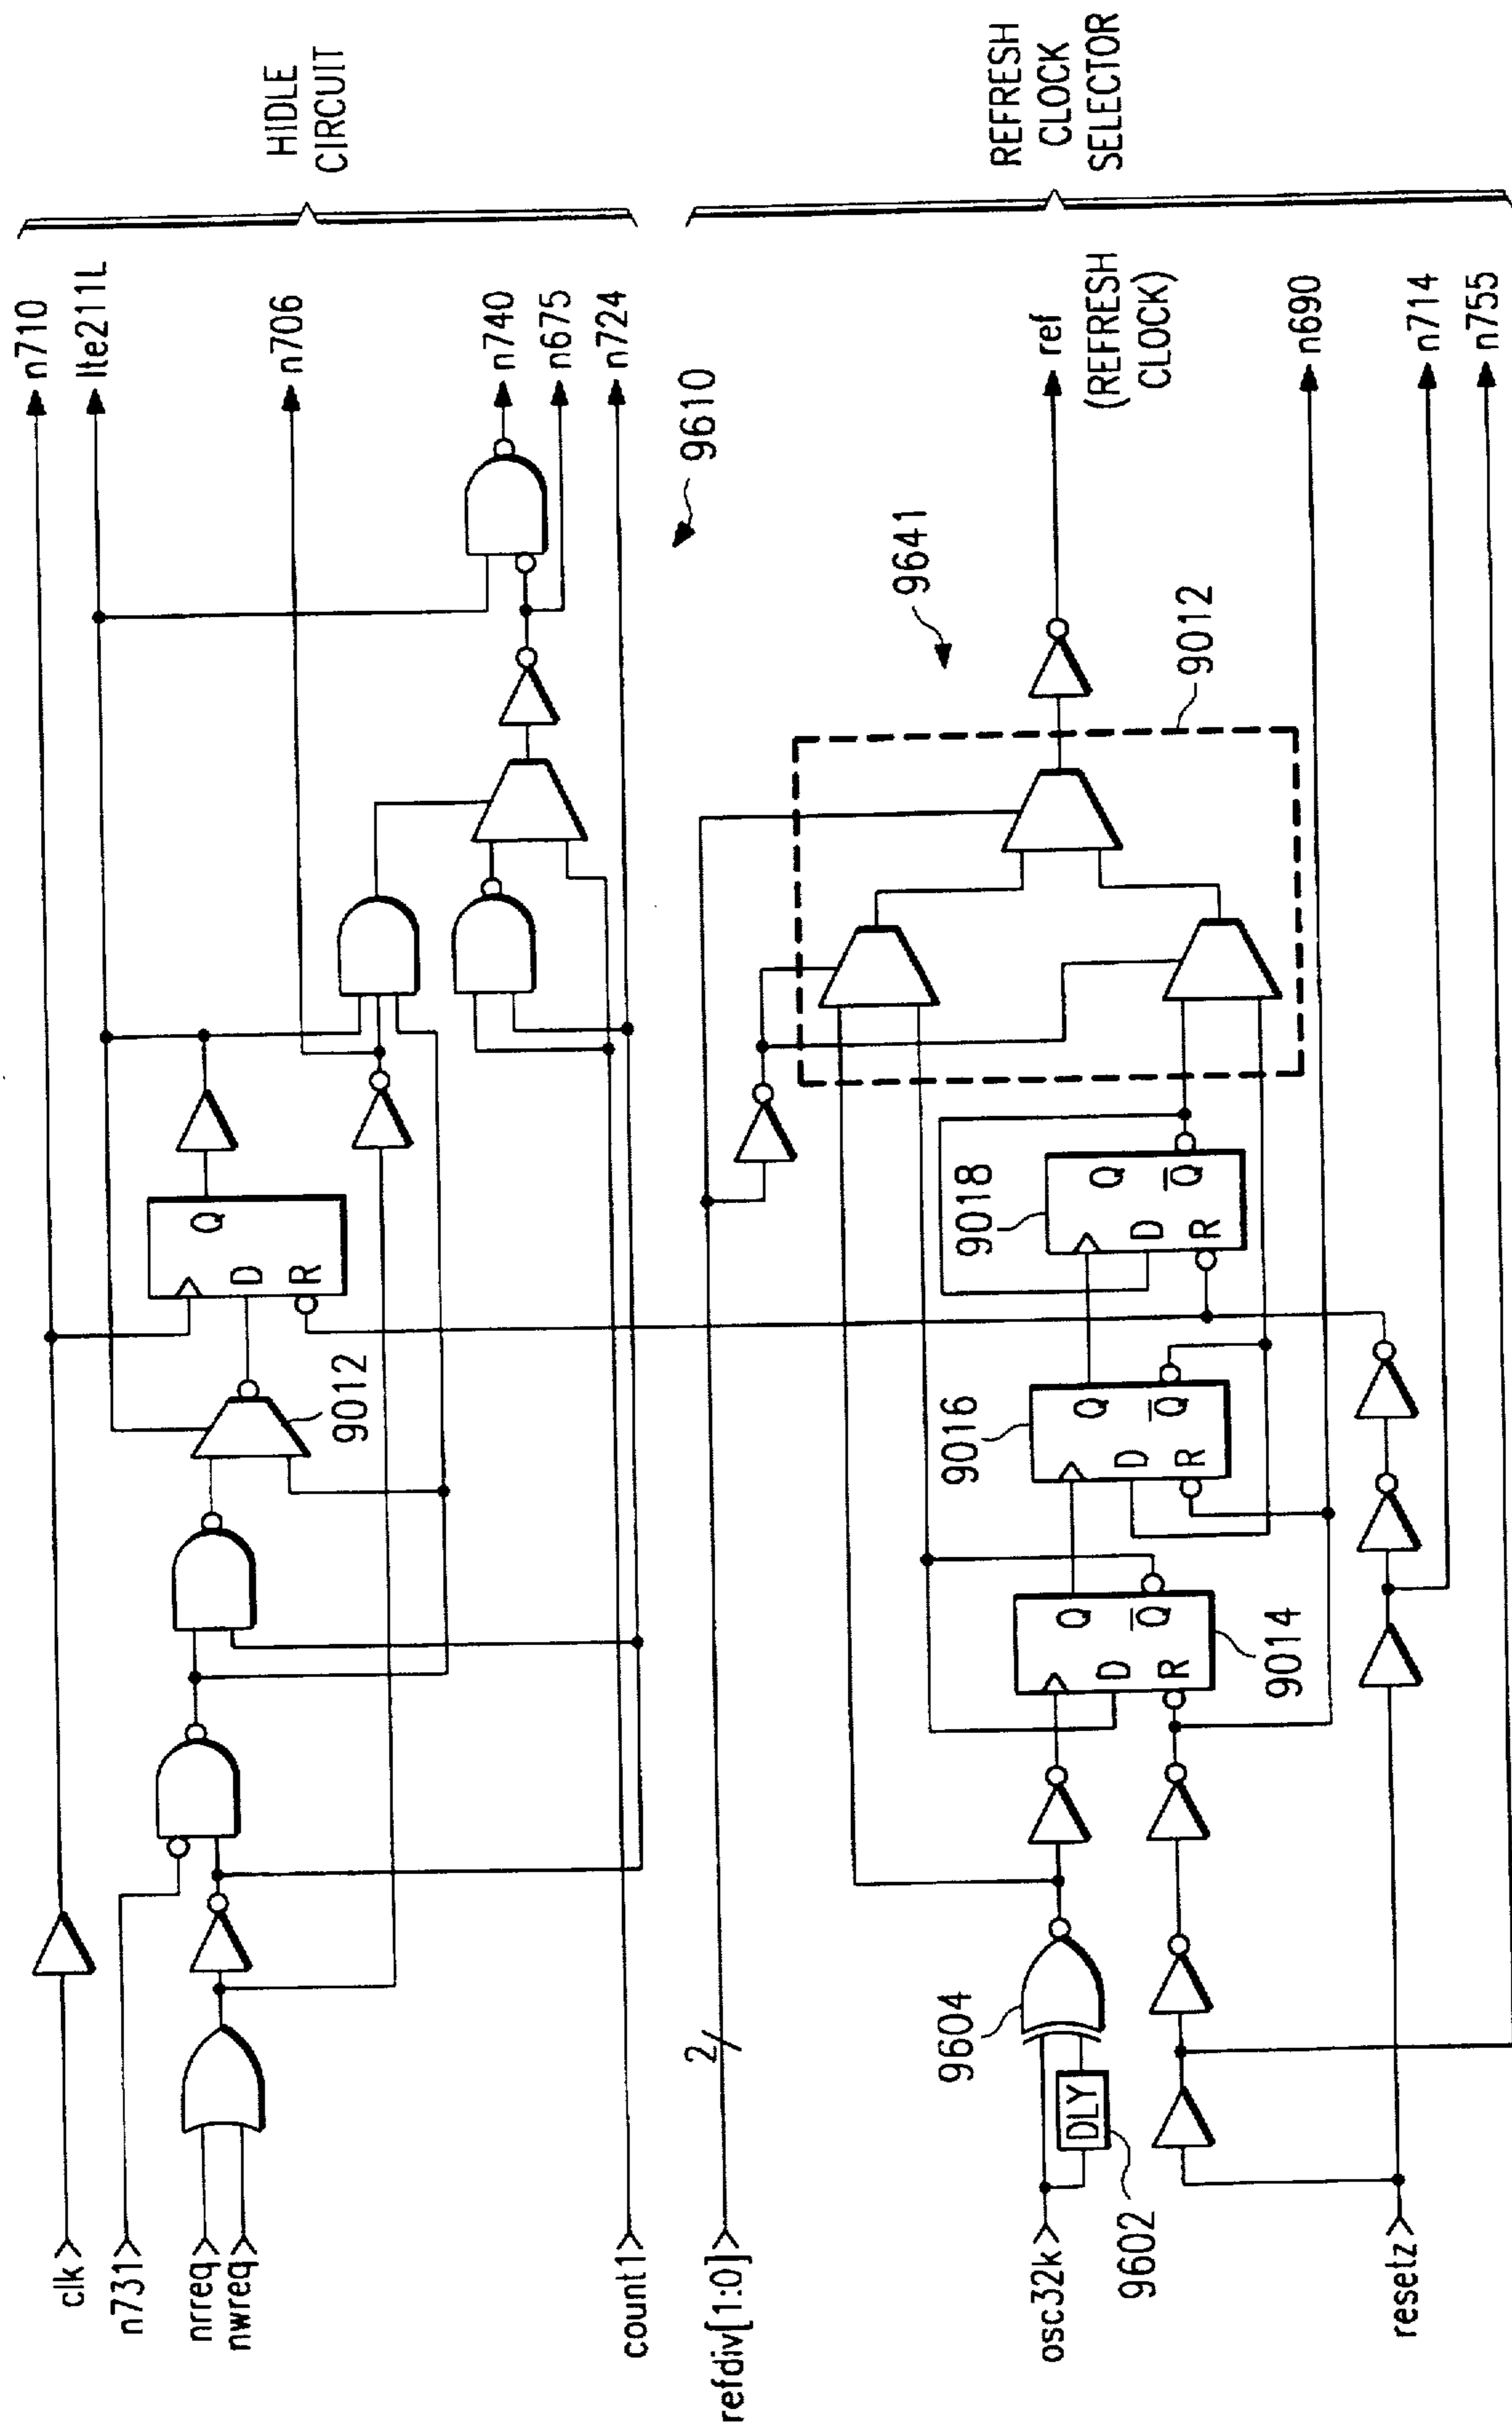 clk
n731
nrreq
nwreq
count1
refdiv[1:0]
2
osc32k
DLY
9602
9604
resetz
D
R
Q
9012
n710
lte211L
n706
n740
n675
n724
HIDLE
CIRCUIT
9610
9014
D
R
Q
Q
9016
D
R
Q
Q
9018
D
R
Q
Q
9012
9641
ref
(REFRESH
CLOCK)
n690
n714
n755
REFRESH
CLOCK
SELECTOR